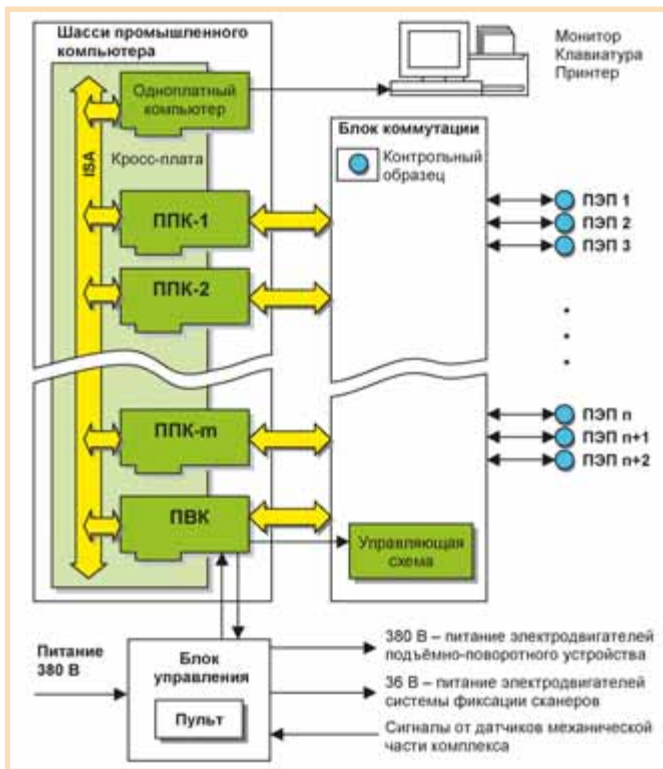 Шасси промышленного
компьютера
Одноплатный
компьютер
Кросс-плата
ISA
ППК-1
ППК-2
ППК-m
ПВК
Монитор
Клавиатура
Принтер
Блок коммутации
Контрольный
образец
ПЭП 1
ПЭП 2
ПЭП 3
ПЭП n
ПЭП n+1
ПЭП n+2
Управляющая
схема
Питание
380 В
Блок
управления
Пульт
380 В – питание электродвигателей
подъёмно-поворотного устройства
36 В – питание электродвигателей
системы фиксации сканеров
Сигналы от датчиков механической
части комплекса